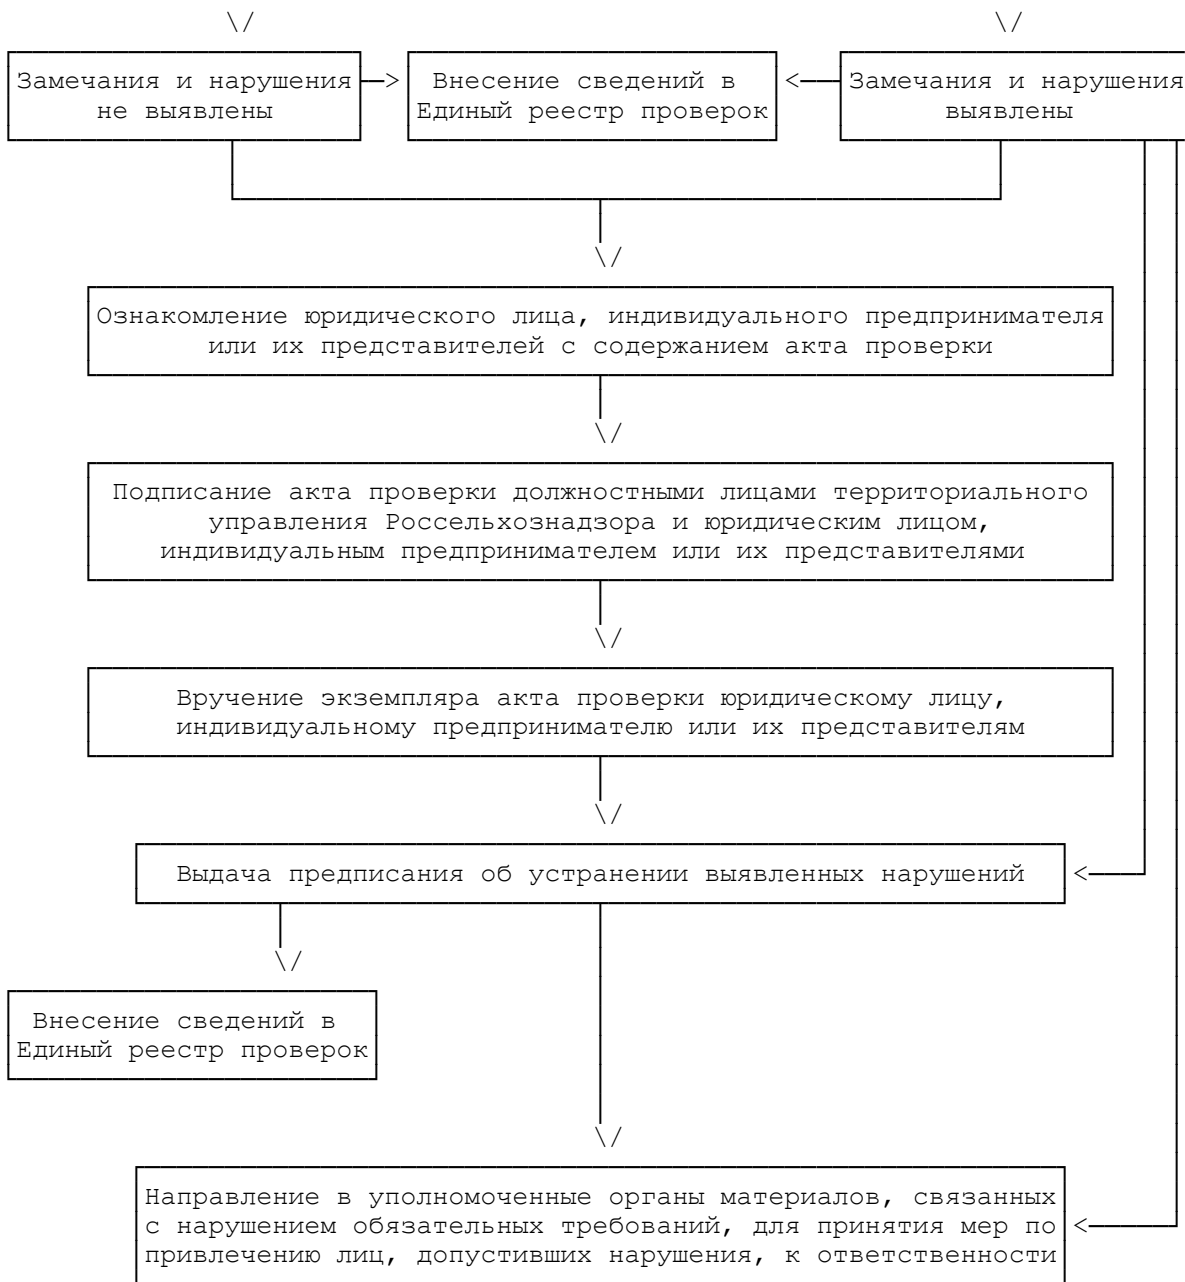 Замечания и нарушения
не выявлены
Внесение сведений в
Единый реестр проверок
Замечания и нарушения
выявлены
Ознакомление юридического лица, индивидуального предпринимателя
или их представителей с содержанием акта проверки
Подписание акта проверки должностными лицами территориального
управления Россельхознадзора и юридическим лицом,
индивидуальным предпринимателем или их представителями
Вручение экземпляра акта проверки юридическому лицу,
индивидуальному предпринимателю или их представителям
Выдача предписания об устранении выявленных нарушений
Внесение сведений в
Единый реестр проверок
Направление в уполномоченные органы материалов, связанных
с нарушением обязательных требований, для принятия мер по
привлечению лиц, допустивших нарушения, к ответственности